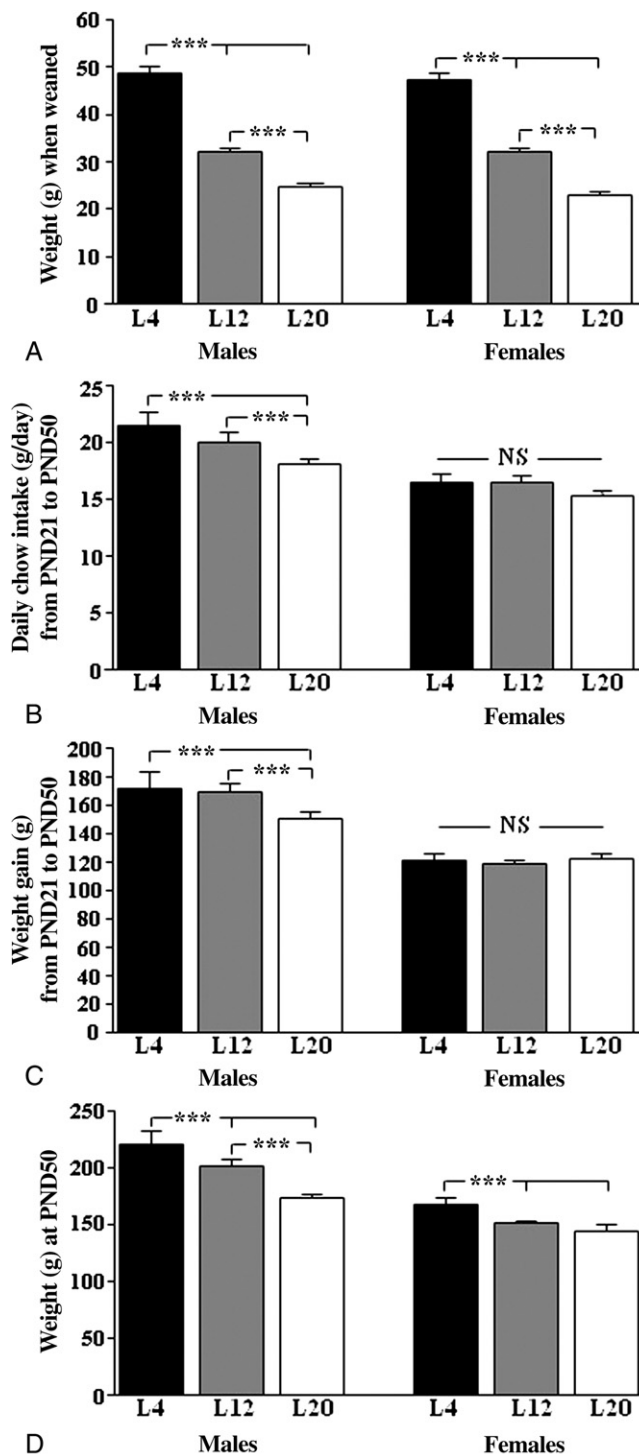 Weight (g) when weaned
60
50
40
30
20
10
0
***
***
***
***
L4 L12 L20 L4 L12 L20
A Males Females
Daily chow intake (g/day)
from PND21 to PND50
25
20
15
10
5
0
***
***
NS
L4 L12 L20 L4 L12 L20
B Males Females
Weight gain (g)
from PND21 to PND50
200
180
160
140
120
100
80
60
40
20
0
***
***
NS
L4 L12 L20 L4 L12 L20
C Males Females
Weight (g) at PND50
250
200
150
100
50
0
***
***
***
L4 L12 L20 L4 L12 L20
D Males Females